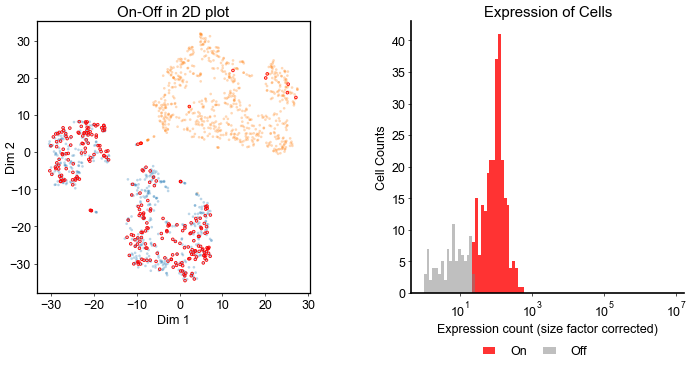 On-Off in 2D plot
Dim 2
30
20
10
0
−10
−20
−30
−30 −20 −10 0 10 20 30
Dim 1
Expression of Cells
Cell Counts
40
35
30
25
20
15
10
5
0
10^1 10^3 10^5 10^7
Expression count (size factor corrected)
On Off